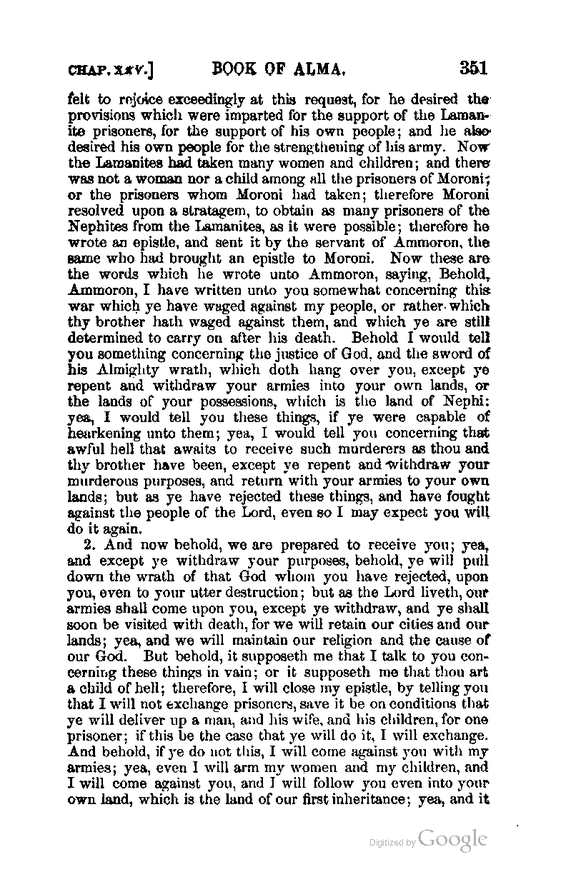 CHAP. XXV.] BOOK OF ALMA. 351
felt to rejoice exceedingly at this request, for he desired the
provisions which were imparted for the support of the Laman-
ite prisoners, for the support of his own people; and he also
desired his own people for the strengthening of his army. Now
the Lamanites had taken many women and children; and there
was not a woman nor a child among all the prisoners of Moroni;
or the prisoners whom Moroni had taken; therefore Moroni
resolved upon a stratagem, to obtain as many prisoners of the
Nephites from the Lamanites, as it were possible; therefore he
wrote an epistle, and sent it by the servant of Ammoron, the
same who had brought an epistle to Moroni. Now these are
the words which he wrote unto Ammoron, saying, Behold,
Ammoron, I have written unto you somewhat concerning this
war which ye have waged against my people, or rather which
thy brother hath waged against them, and which ye are still
determined to carry on after his death. Behold I would tell
you something concerning the justice of God, and the sword of
his Almighty wrath, which doth hang over you, except ye
repent and withdraw your armies into your own lands, or
the lands of your possessions, which is the land of Nephi:
yea, I would tell you these things, if ye were capable of
hearkening unto them; yea, I would tell you concerning that
awful hell that awaits to receive such murderers as thou and
thy brother have been, except ye repent and withdraw your
murderous purposes, and return with your armies to your own
lands; but as ye have rejected these things, and have fought
against the people of the Lord, even so I may expect you will
do it again.
2. And now behold, we are prepared to receive you; yea,
and except ye withdraw your purposes, behold, ye will pull
down the wrath of that God whom you have rejected, upon
you, even to your utter destruction; but as the Lord liveth, our
armies shall come upon you, except ye withdraw, and ye shall
soon be visited with death, for we will retain our cities and our
lands; yea, and we will maintain our religion and the cause of
our God. But behold, it supposeth me that I talk to you con-
cerning these things in vain; or it supposeth me that thou art
a child of hell; therefore, I will close my epistle, by telling you
that I will not exchange prisoners, save it be on conditions that
ye will deliver up a man, and his wife, and his children, for one
prisoner; if this be the case that ye will do it, I will exchange.
And behold, if ye do not this, I will come against you with my
armies; yea, even I will arm my women and my children, and
I will come against you, and I will follow you even into your
own land, which is the land of our first inheritance; yea, and it
Digitized by Google